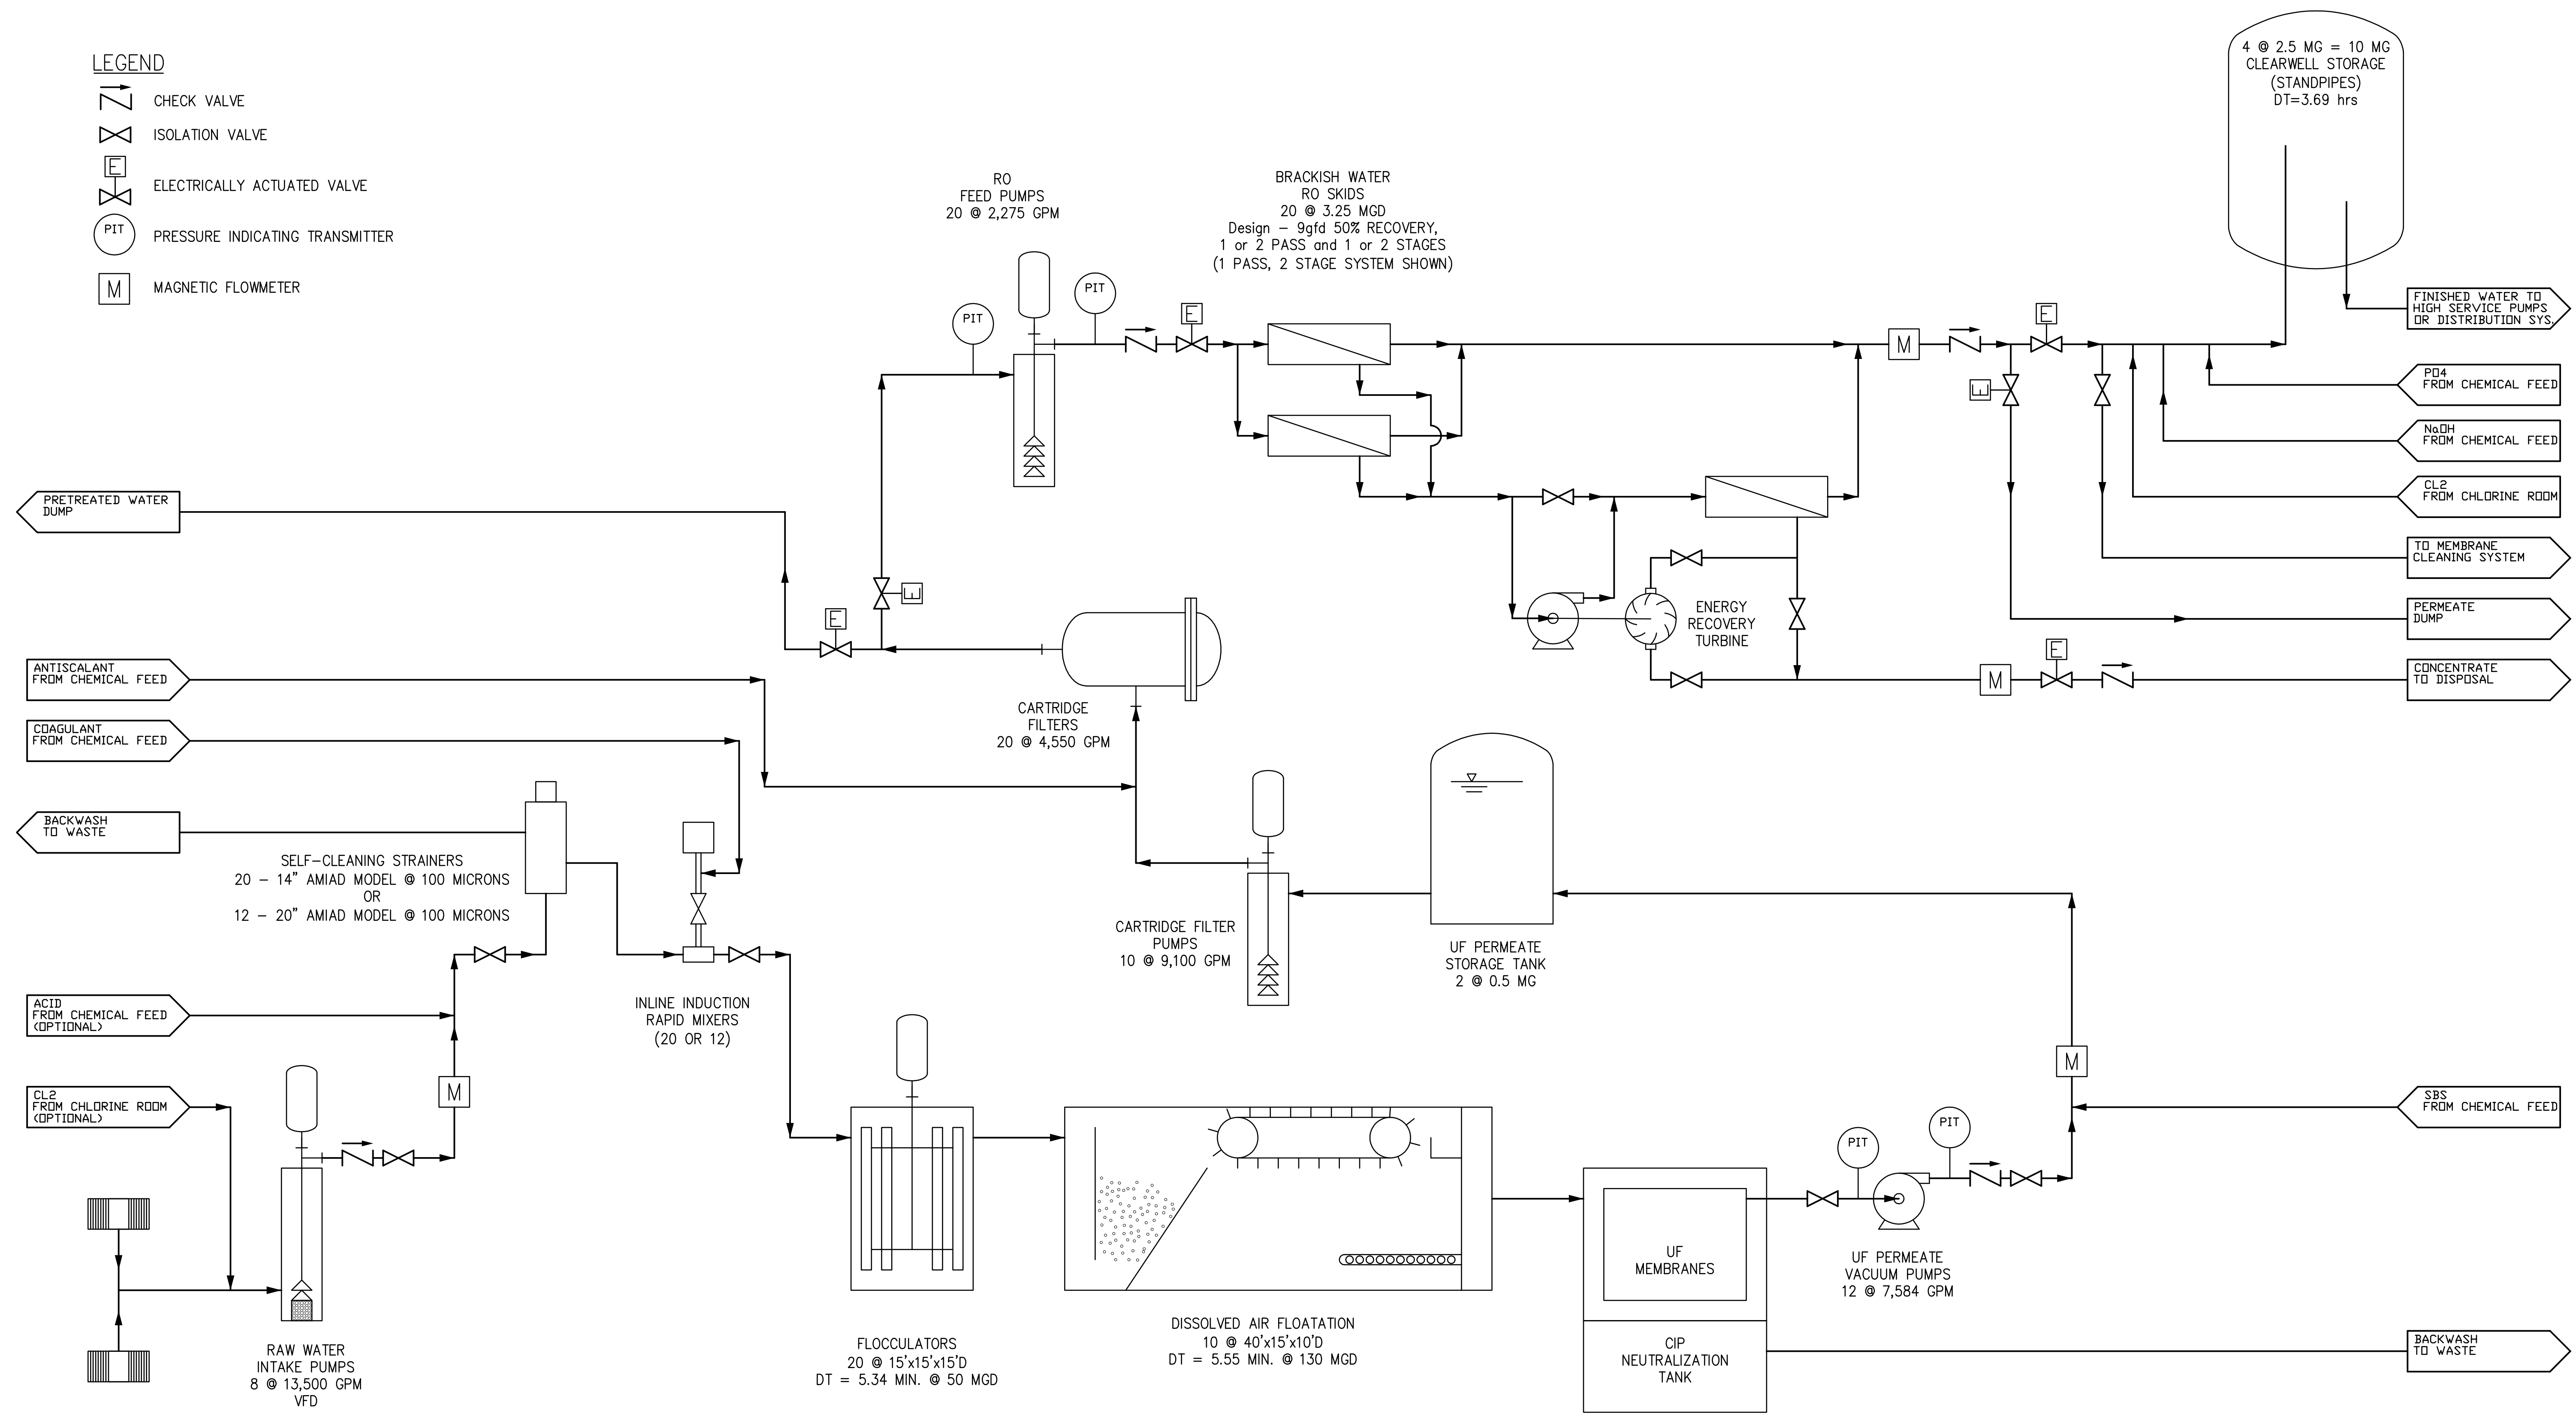 LEGEND
CHECK VALVE
ISOLATION VALVE
E
ELECTRICALLY ACTUATED VALVE
PIT
PRESSURE INDICATING TRANSMITTER
M
MAGNETIC FLOWMETER
4 @ 2.5 MG = 10 MG
CLEARWELL STORAGE
(STANDPIPES)
DT=3.69 hrs
RO
FEED PUMPS
20 @ 2,275 GPM
BRACKISH WATER
RO SKIDS
20 @ 3.25 MGD
Design - 9gfd 50% RECOVERY,
1 or 2 PASS and 1 or 2 STAGES
(1 PASS, 2 STAGE SYSTEM SHOWN)
PIT
PIT
E
M
E
E
FINISHED WATER TO
HIGH SERVICE PUMPS
OR DISTRIBUTION SYS.
PO4
FROM CHEMICAL FEED
NaOH
FROM CHEMICAL FEED
CL2
FROM CHLORINE ROOM
TO MEMBRANE
CLEANING SYSTEM
PERMEATE
DUMP
CONCENTRATE
TO DISPOSAL
PRETREATED WATER
DUMP
E
E
ENERGY
RECOVERY
TURBINE
M
E
ANTISCALANT
FROM CHEMICAL FEED
COAGULANT
FROM CHEMICAL FEED
BACKWASH
TO WASTE
CARTRIDGE
FILTERS
20 @ 4,550 GPM
SELF-CLEANING STRAINERS
20 - 14" AMIAD MODEL @ 100 MICRONS
OR
12 - 20" AMIAD MODEL @ 100 MICRONS
CARTRIDGE FILTER
PUMPS
10 @ 9,100 GPM
UF PERMEATE
STORAGE TANK
2 @ 0.5 MG
ACID
FROM CHEMICAL FEED
(OPTIONAL)
INLINE INDUCTION
RAPID MIXERS
(20 OR 12)
CL2
FROM CHLORINE ROOM
(OPTIONAL)
M
M
SBS
FROM CHEMICAL FEED
PIT
PIT
UF
MEMBRANES
UF PERMEATE
VACUUM PUMPS
12 @ 7,584 GPM
RAW WATER
INTAKE PUMPS
8 @ 13,500 GPM
VFD
FLOCCULATORS
20 @ 15'x15'x15'D
DT = 5.34 MIN. @ 50 MGD
DISSOLVED AIR FLOATATION
10 @ 40'x15'x10'D
DT = 5.55 MIN. @ 130 MGD
CIP
NEUTRALIZATION
TANK
BACKWASH
TO WASTE